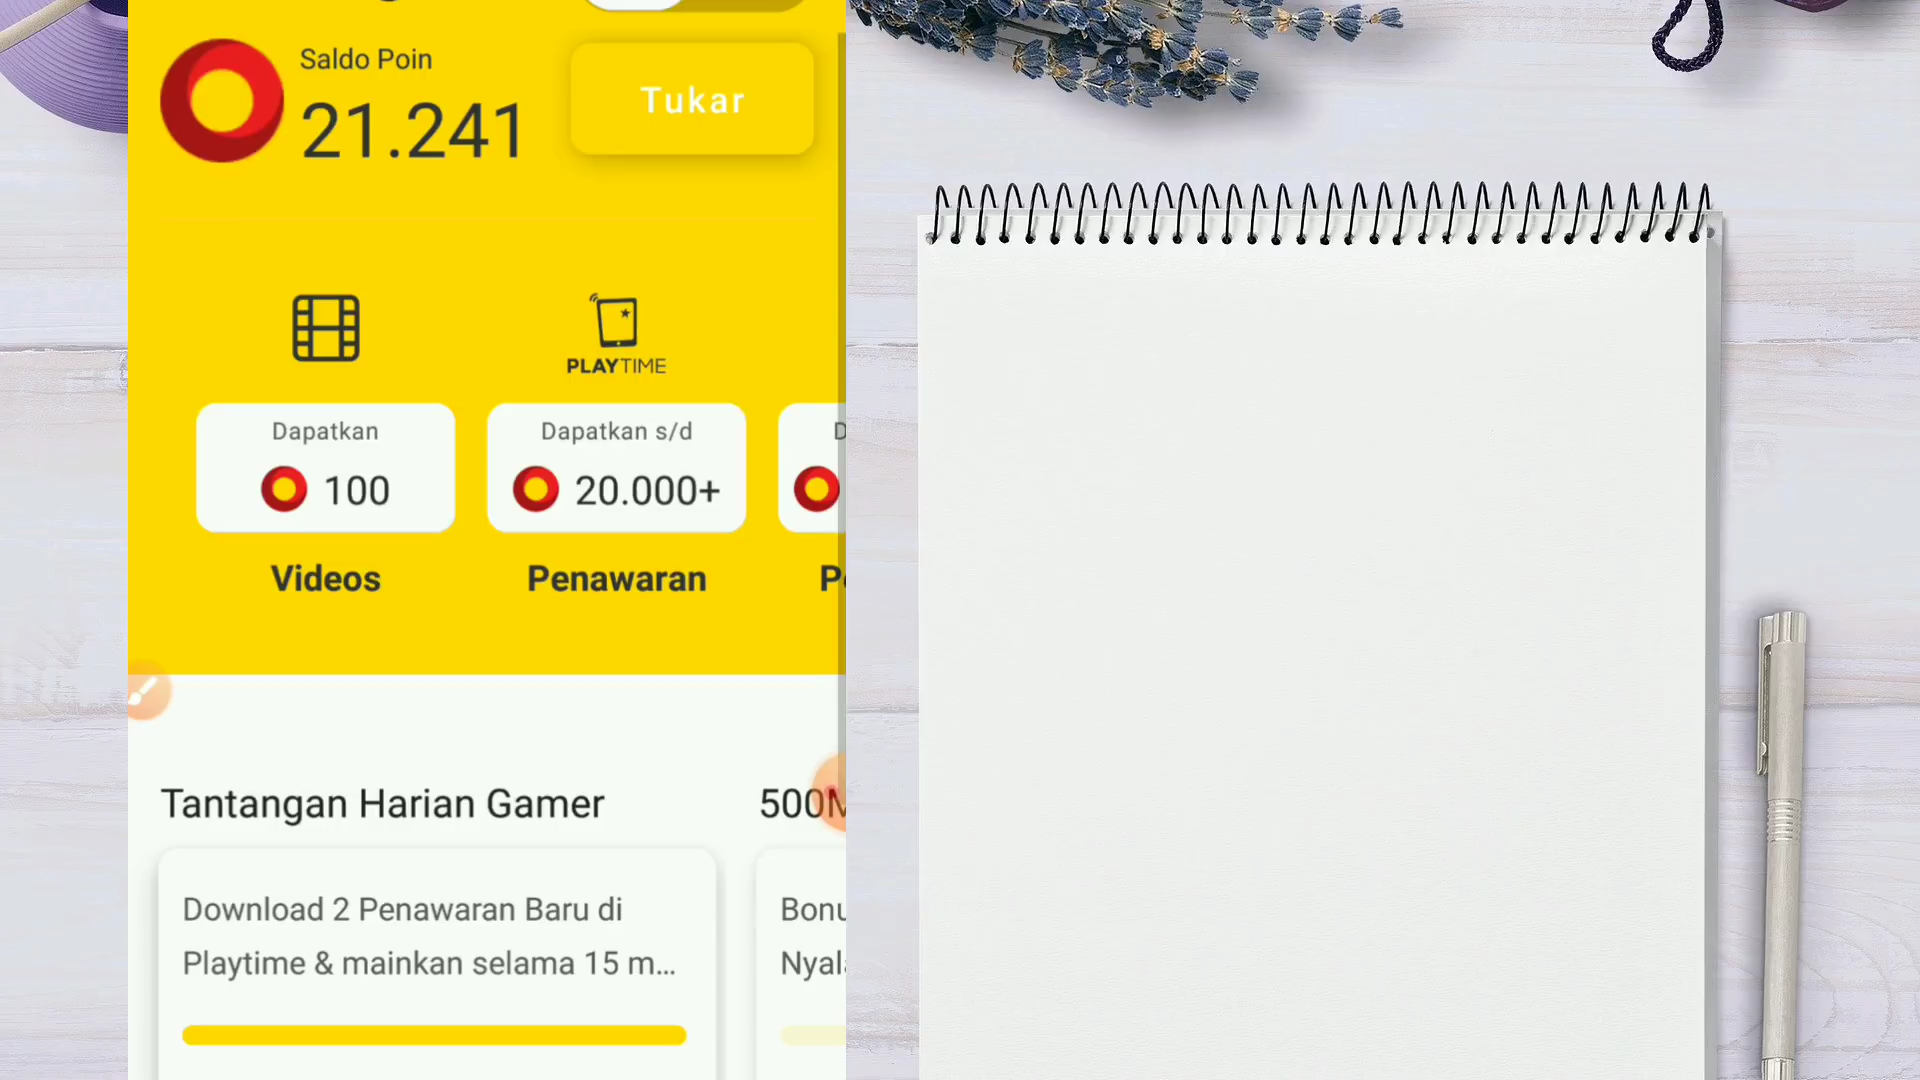 Saldo Poin
21.241
Tukar
PLAYTIME
Dapatkan
100
Dapatkan s/d
20.000+
Videos
Penawaran
Tantangan Harian Gamer
Download 2 Penawaran Baru di
Playtime & mainkan selama 15 m...